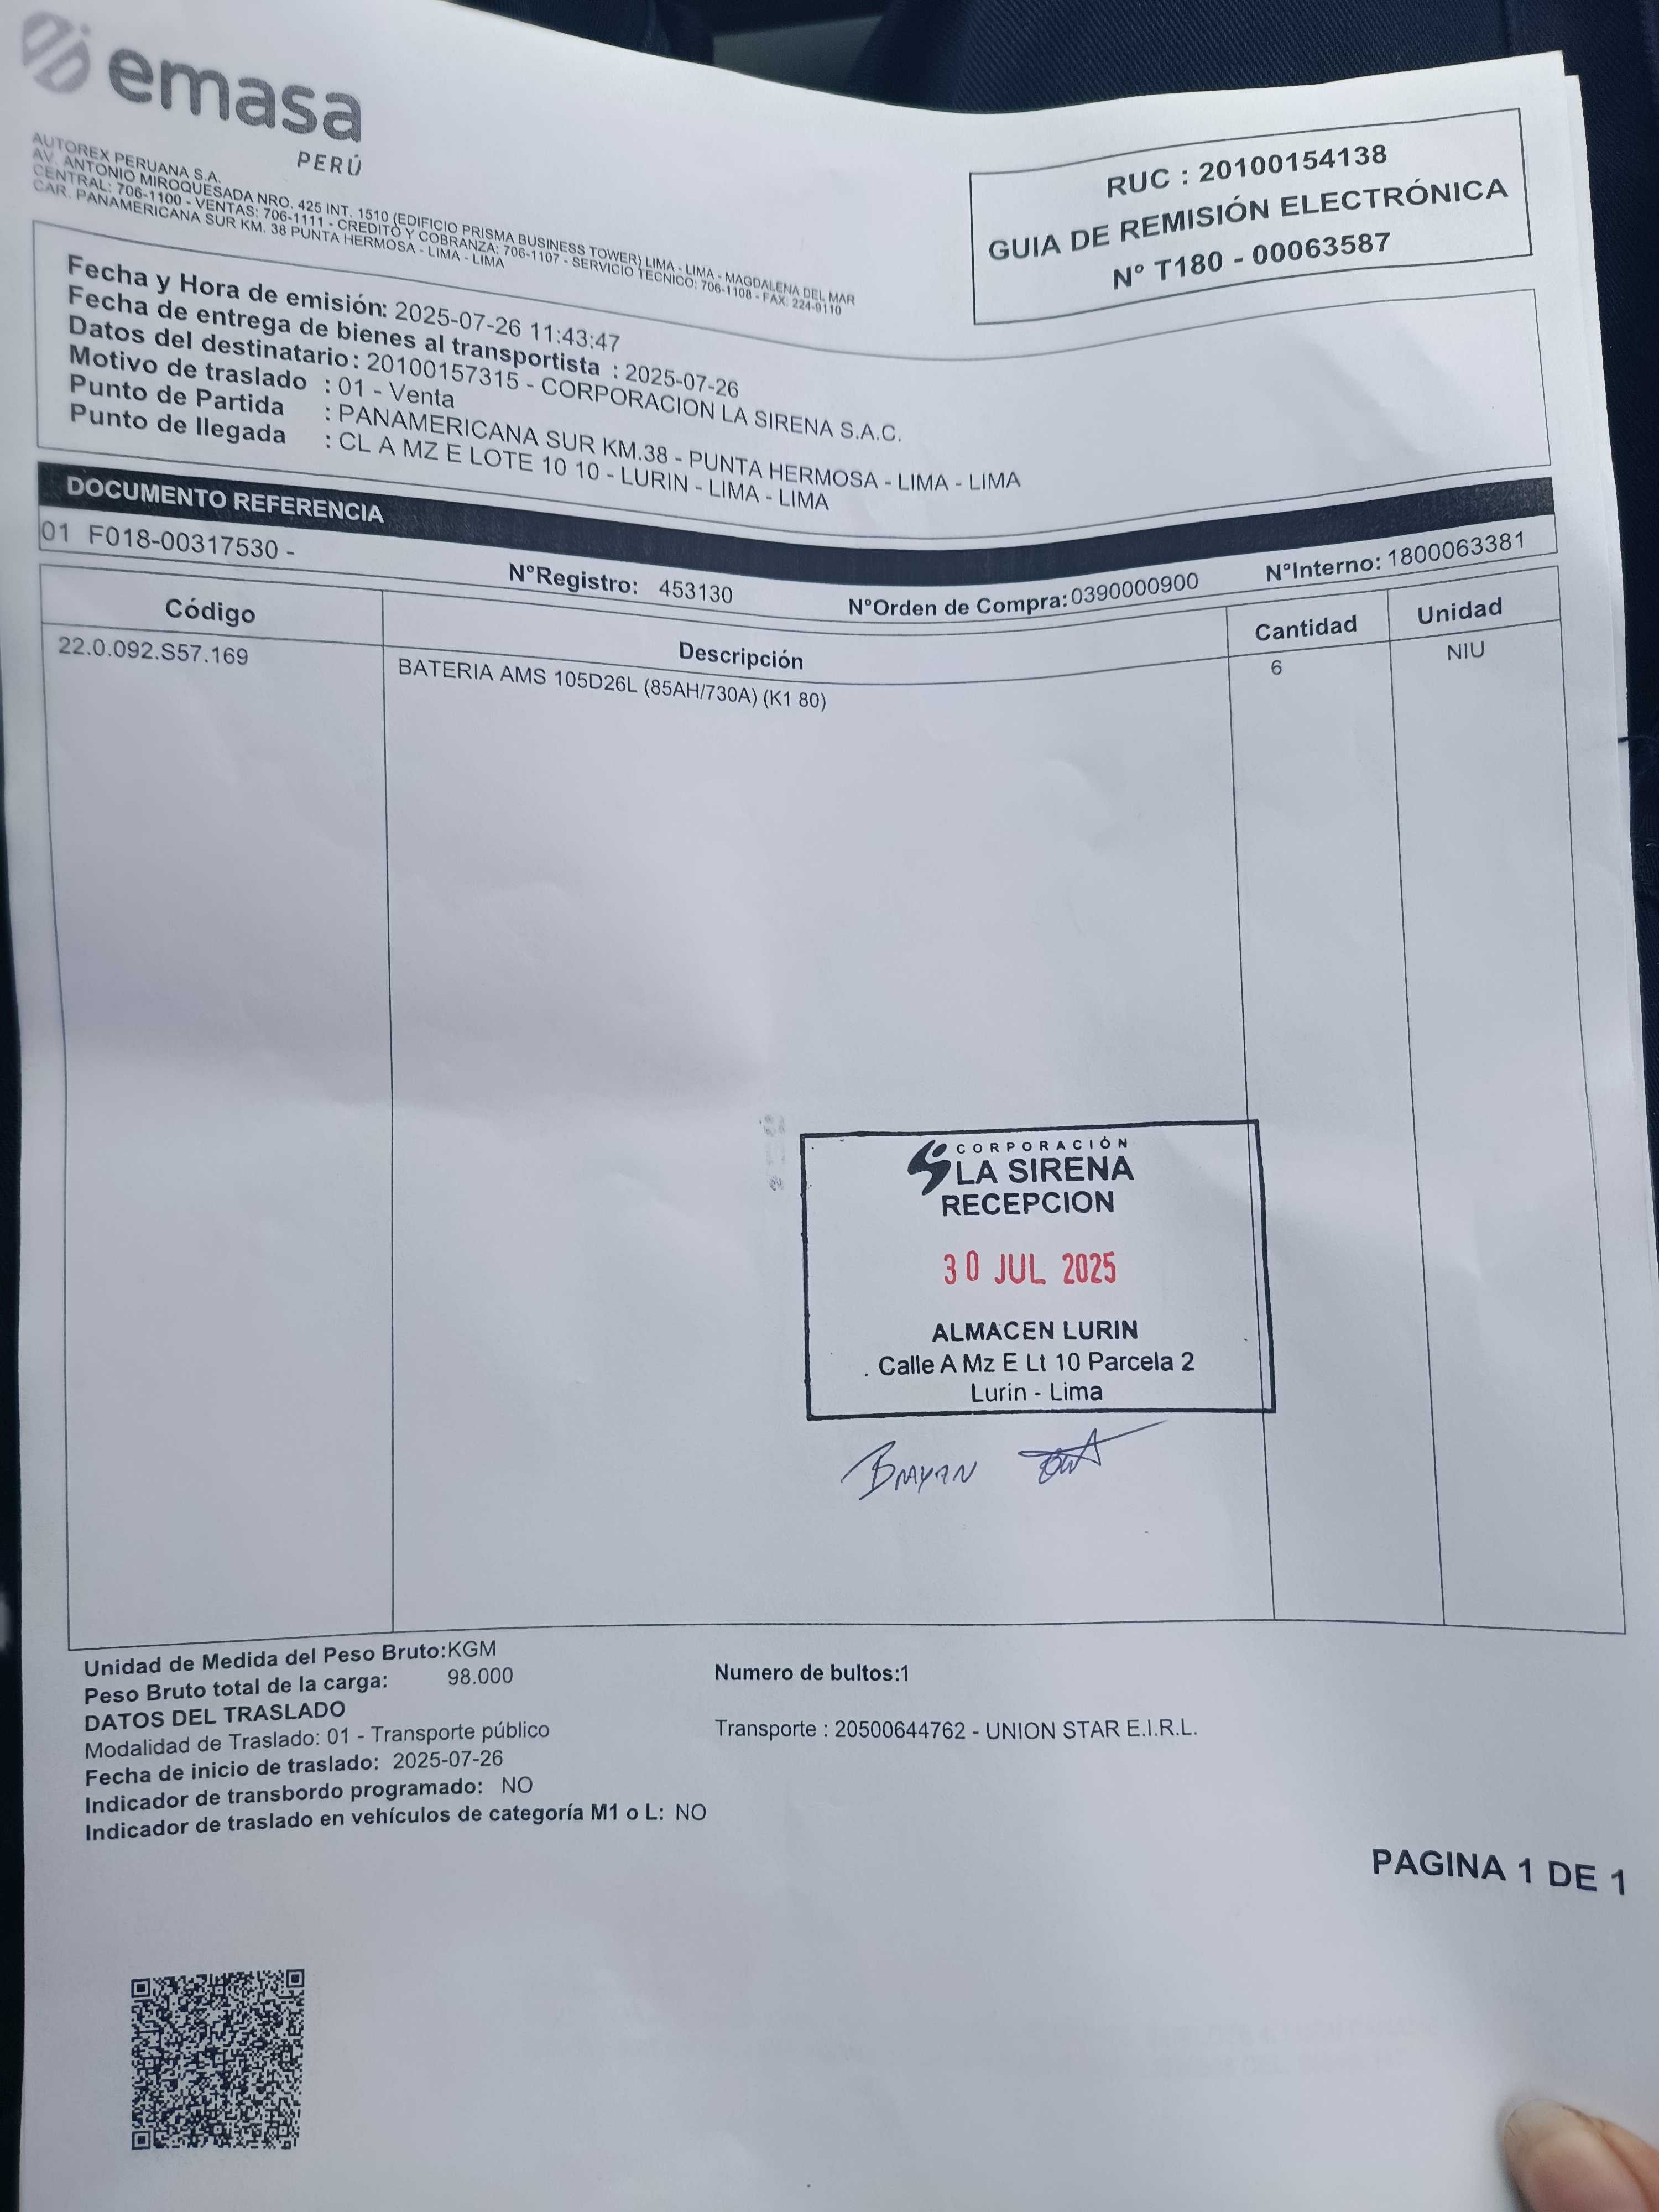 emasa
PERÚ
AUTOREX PERUANA S.A.
AV. ANTONIO MIROQUESADA NRO. 425 INT. 1510 (EDIFICIO PRISMA BUSINESS TOWER) LIMA - LIMA - MAGDALENA DEL MAR
CENTRAL: 706-1100 - VENTAS: 706-1111 - CREDITO Y COBRANZA: 706-1107 - SERVICIO TECNICO: 706-1108 - FAX: 224-9110
CAR. PANAMERICANA SUR KM. 38 PUNTA HERMOSA - LIMA - LIMA
RUC : 20100154138
GUIA DE REMISIÓN ELECTRÓNICA
N° T180 - 00063587
Fecha y Hora de emisión: 2025-07-26 11:43:47
Fecha de entrega de bienes al transportista : 2025-07-26
Datos del destinatario: 20100157315 - CORPORACION LA SIRENA S.A.C.
Motivo de traslado : 01 - Venta
Punto de Partida : PANAMERICANA SUR KM.38 - PUNTA HERMOSA - LIMA - LIMA
Punto de llegada : CL A MZ E LOTE 10 10 - LURIN - LIMA - LIMA
DOCUMENTO REFERENCIA
01 F018-00317530 -
N°Registro: 453130 N°Orden de Compra:0390000900 N°Interno: 1800063381
Código Descripción Cantidad Unidad
22.0.092.S57.169 BATERIA AMS 105D26L (85AH/730A) (K1 80) 6 NIU
CORPORACIÓN
LA SIRENA
RECEPCION
30 JUL 2025
ALMACEN LURIN
Calle A Mz E Lt 10 Parcela 2
Lurin - Lima
Brayan
Unidad de Medida del Peso Bruto:KGM
Peso Bruto total de la carga: 98.000 Numero de bultos:1
DATOS DEL TRASLADO
Modalidad de Traslado: 01 - Transporte público Transporte : 20500644762 - UNION STAR E.I.R.L.
Fecha de inicio de traslado: 2025-07-26
Indicador de transbordo programado: NO
Indicador de traslado en vehículos de categoría M1 o L: NO
PAGINA 1 DE 1